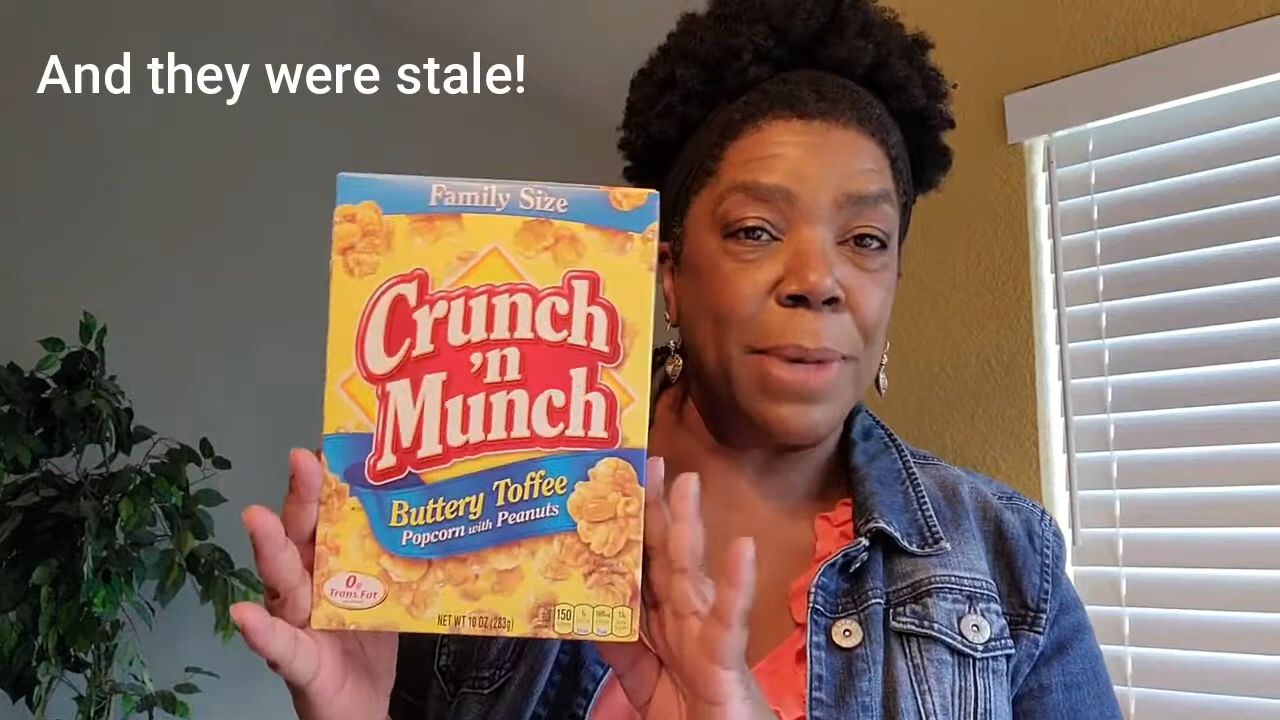 And they were stale!
Family Size
Crunch
'n
Munch
Buttery Toffee
Popcorn with Peanuts
0g
Trans Fat
NET WT 10 OZ (283g)
150